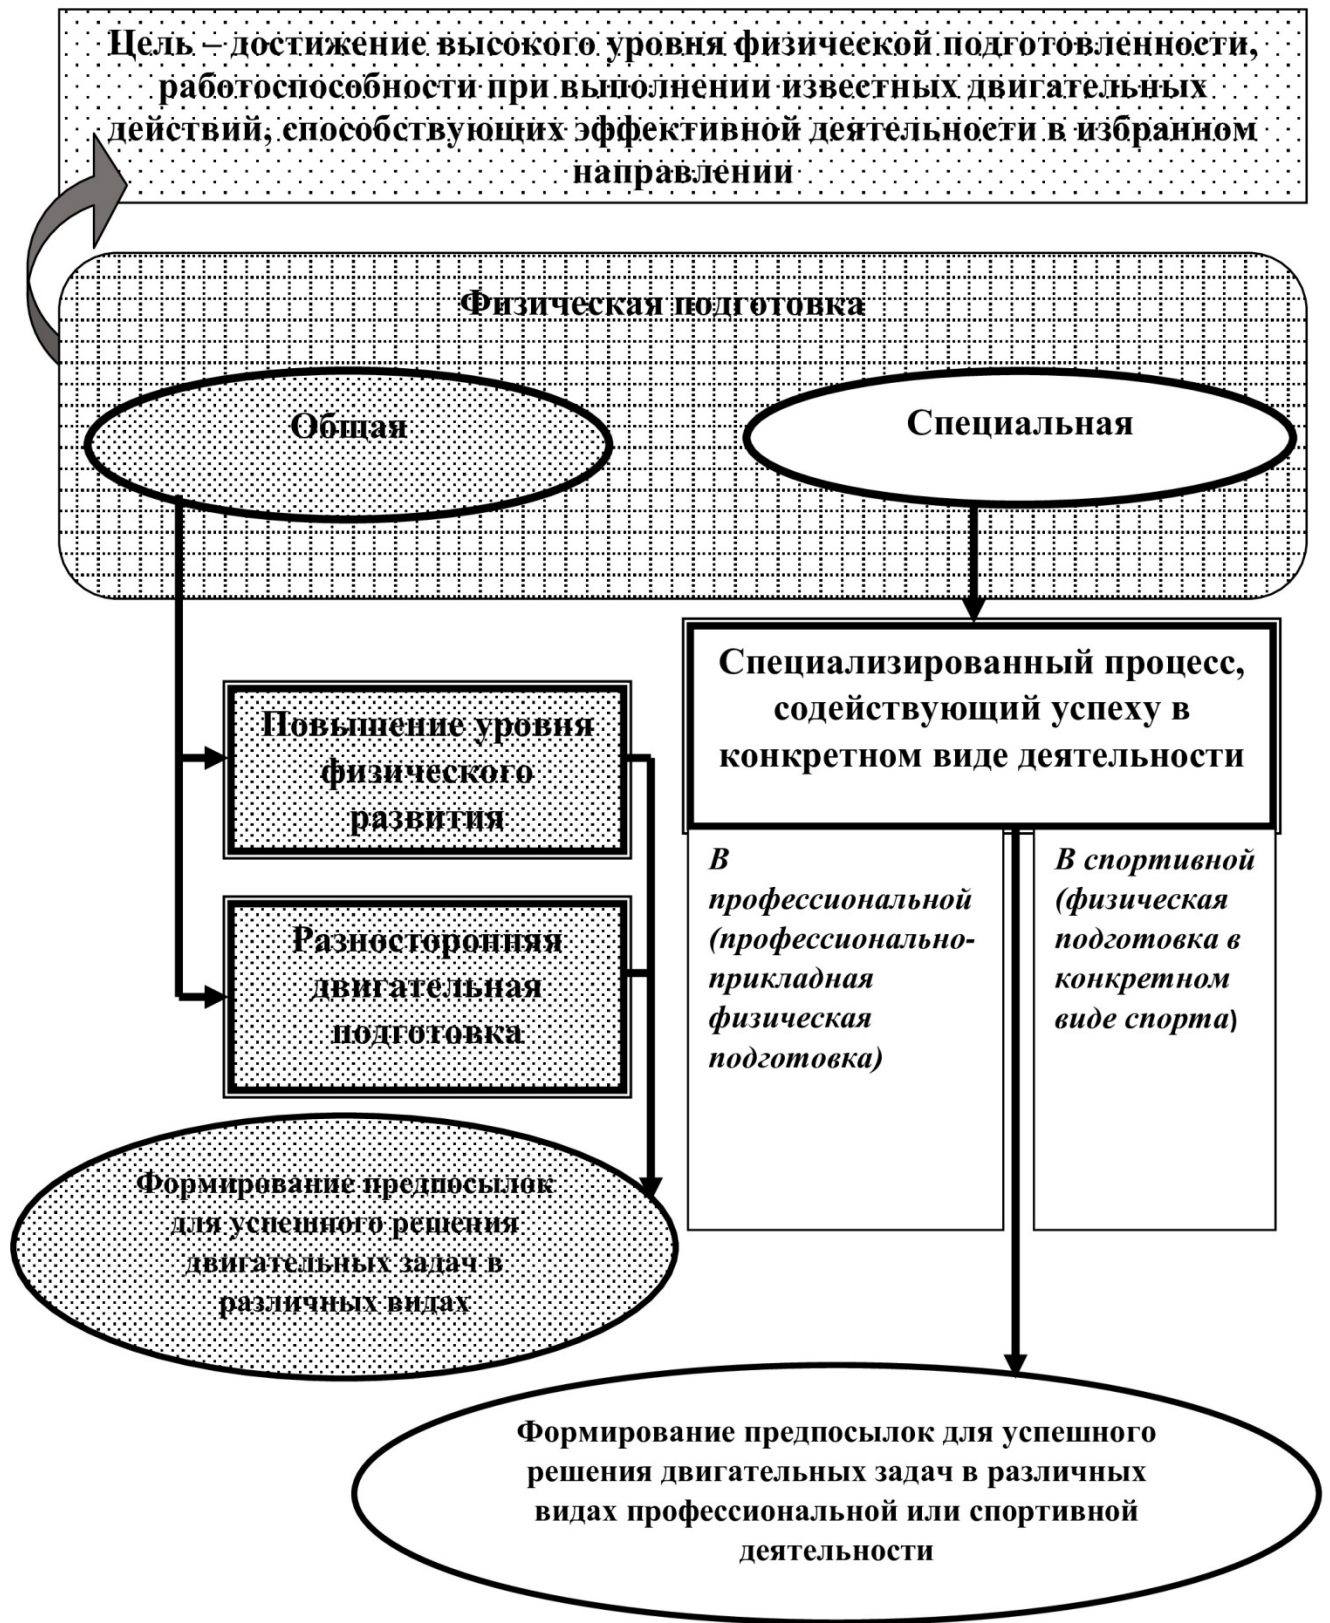 Цель – достижение высокого уровня физической подготовленности,
работоспособности при выполнении известных двигательных
действий, способствующих эффективной деятельности в избранном
направлении
Физическая подготовка
Общая
Специальная
Повышение уровня
физического
развития
Разносторонняя
двигательная
подготовка
Формирование предпосылок
для успешного решения
двигательных задач в
различных видах
Специализированный процесс,
содействующий успеху в
конкретном виде деятельности
В
профессиональной
(профессионально-
прикладная
физическая
подготовка)
В спортивной
(физическая
подготовка в
конкретном
виде спорта)
Формирование предпосылок для успешного
решения двигательных задач в различных
видах профессиональной или спортивной
деятельности